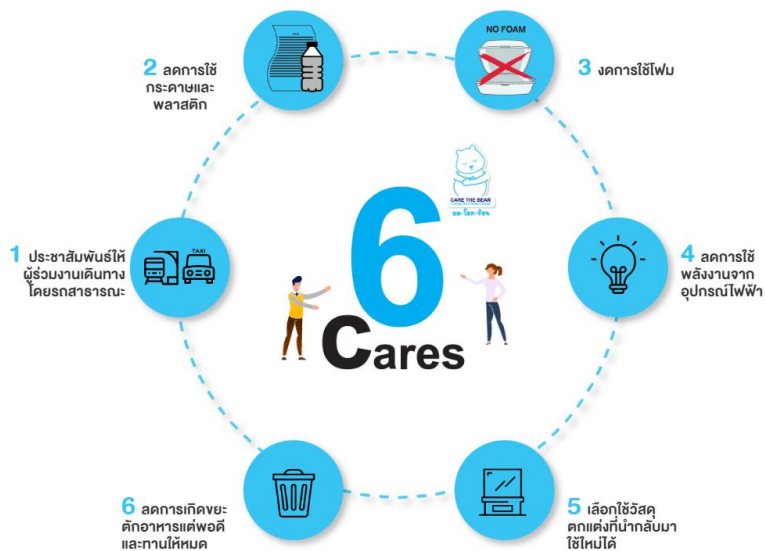 1 ประชาสัมพันธ์ให้
ผู้ร่วมงานเดินทาง
โดยรถสาธารณะ
TAXI
2 ลดการใช้
กระดาษและ
พลาสติก
NO FOAM
3 งดการใช้โฟม
4 ลดการใช้
พลังงานจาก
อุปกรณ์ไฟฟ้า
5 เลือกใช้วัสดุ
ตกแต่งที่นำกลับมา
ใช้ใหม่ได้
6 ลดการเกิดขยะ
ตักอาหารแต่พอดี
และทานให้หมด
CARE THE BEAR
ลด-โลก-ร้อน
6
Cares